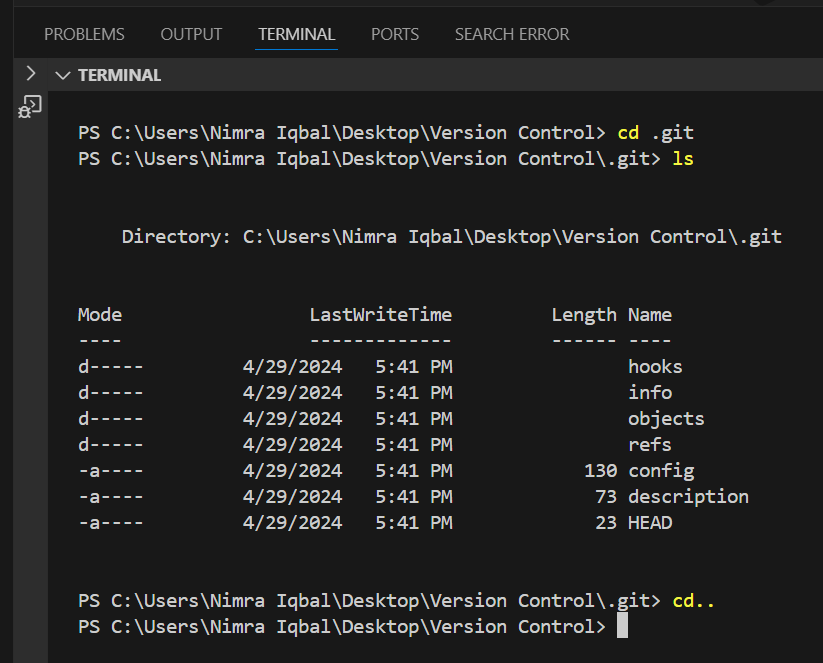 PROBLEMS OUTPUT TERMINAL PORTS SEARCH ERROR
TERMINAL
PS C:\Users\Nimra Iqbal\Desktop\Version Control> cd .git
PS C:\Users\Nimra Iqbal\Desktop\Version Control\.git> ls
Directory: C:\Users\Nimra Iqbal\Desktop\Version Control\.git
Mode LastWriteTime Length Name
---- ------------- ------ ----
d----- 4/29/2024 5:41 PM hooks
d----- 4/29/2024 5:41 PM info
d----- 4/29/2024 5:41 PM objects
d----- 4/29/2024 5:41 PM refs
-a---- 4/29/2024 5:41 PM 130 config
-a---- 4/29/2024 5:41 PM 73 description
-a---- 4/29/2024 5:41 PM 23 HEAD
PS C:\Users\Nimra Iqbal\Desktop\Version Control\.git> cd..
PS C:\Users\Nimra Iqbal\Desktop\Version Control>